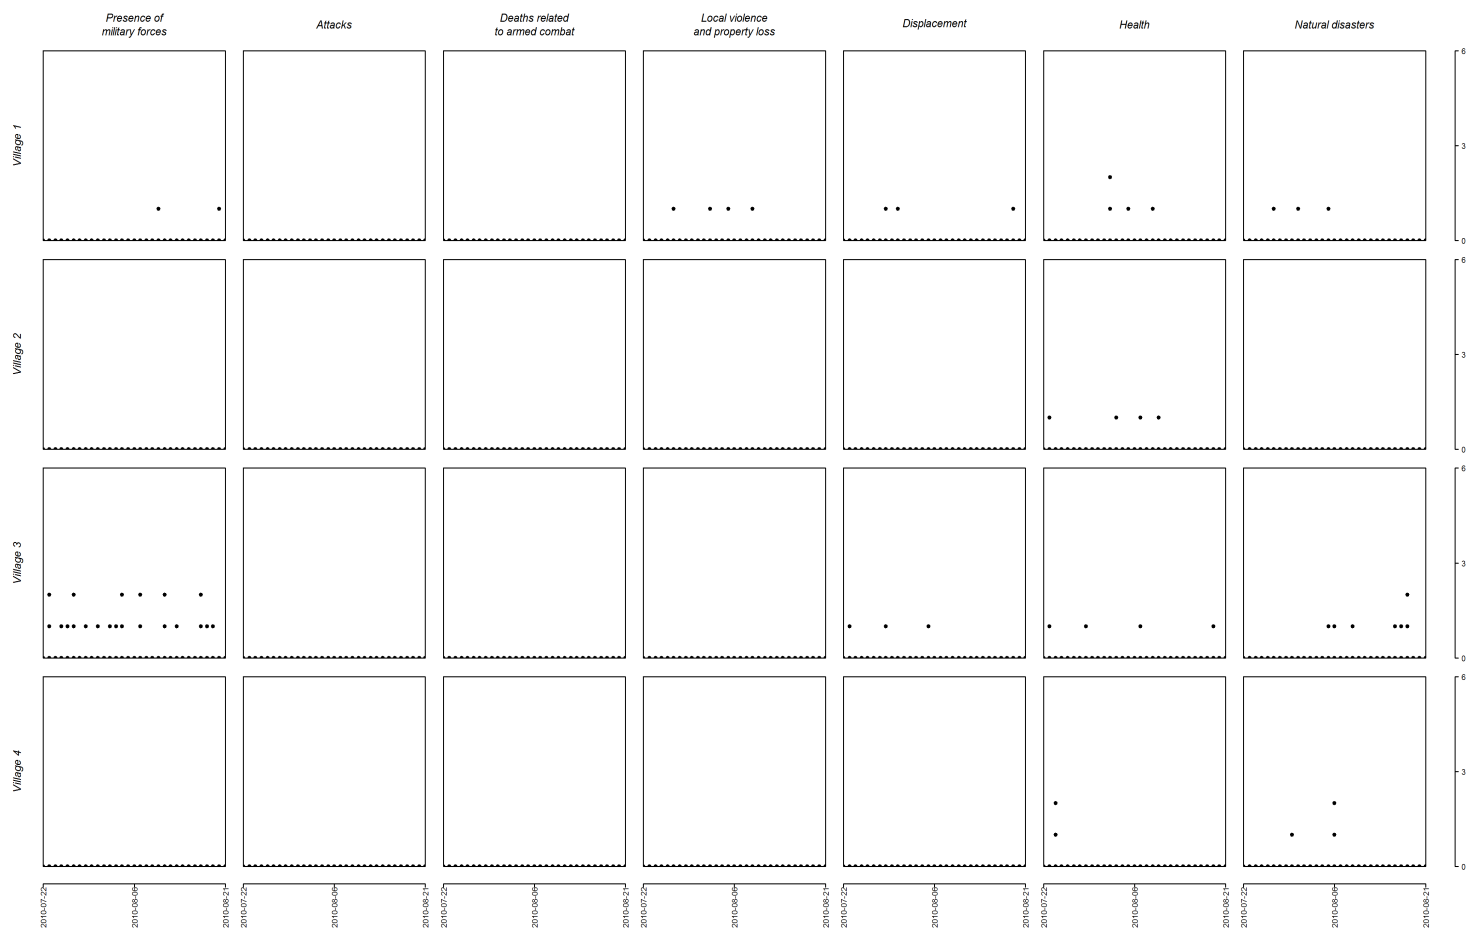 Presence of
military forces
Attacks
Deaths related
to armed combat
Local violence
and property loss
Displacement
Health
Natural disasters
Village 1
6
3
0
Village 2
6
3
0
Village 3
6
3
0
Village 4
6
3
0
2010-07-22
2010-08-06
2010-08-21
2010-07-22
2010-08-06
2010-08-21
2010-07-22
2010-08-06
2010-08-21
2010-07-22
2010-08-06
2010-08-21
2010-07-22
2010-08-06
2010-08-21
2010-07-22
2010-08-06
2010-08-21
2010-07-22
2010-08-06
2010-08-21